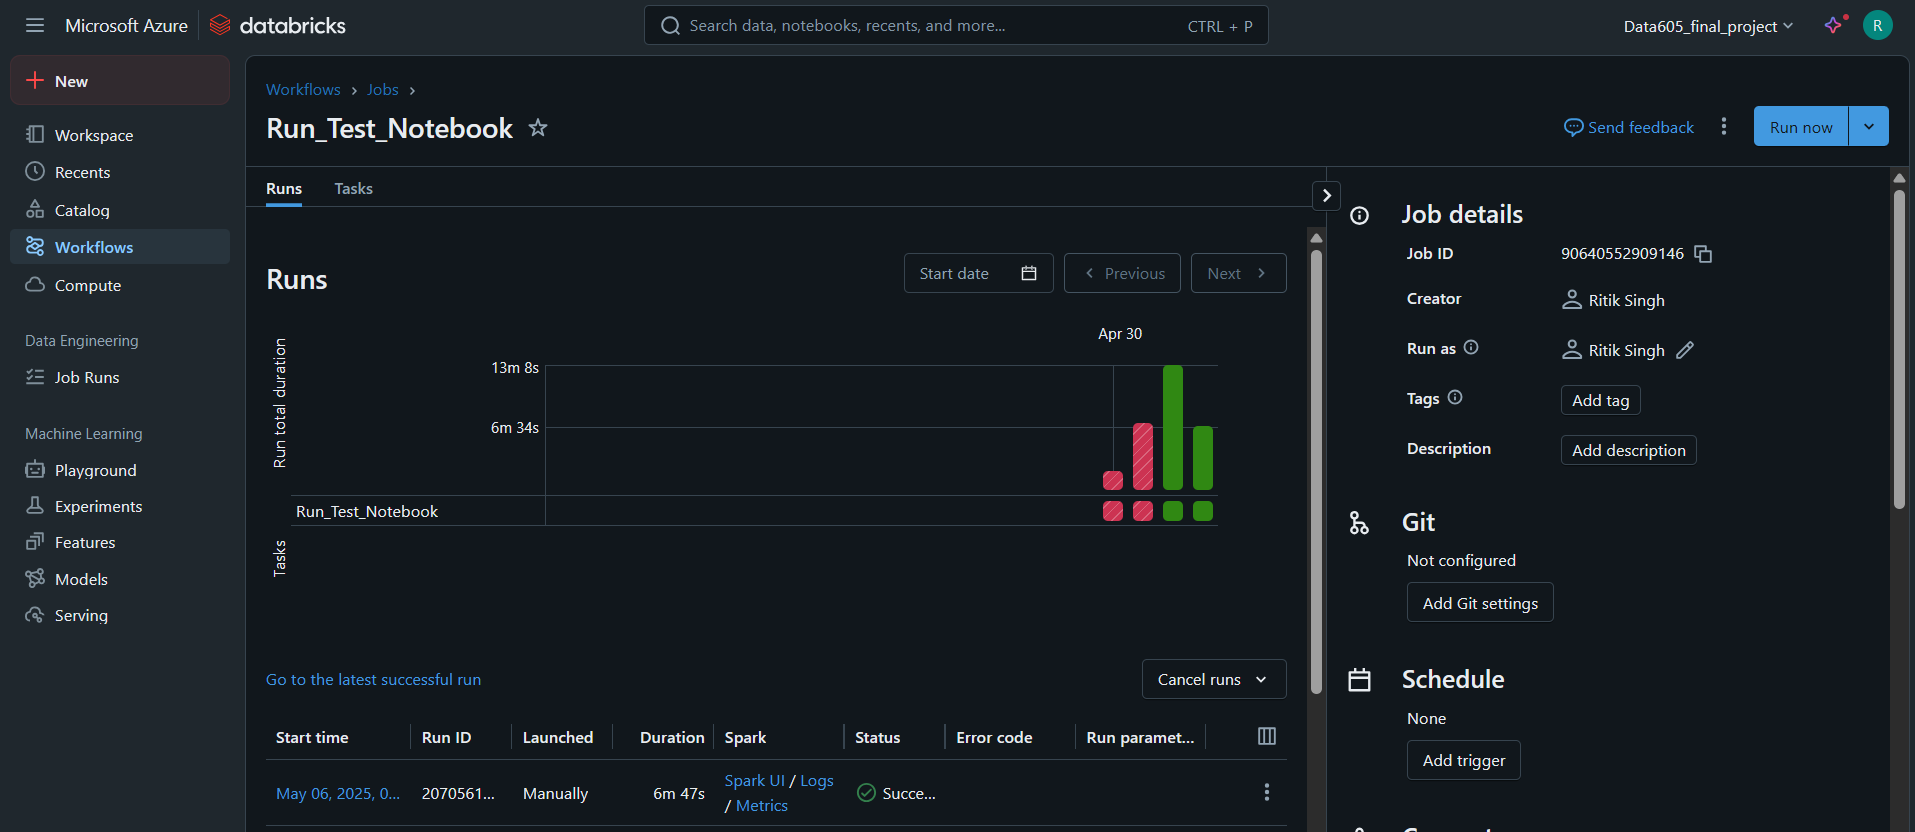 Microsoft Azure databricks
Search data, notebooks, recents, and more... CTRL + P
Data605_final_project
R
New
Workspace
Recents
Catalog
Workflows
Compute
Data Engineering
Job Runs
Machine Learning
Playground
Experiments
Features
Models
Serving
Workflows > Jobs >
Run_Test_Notebook
Send feedback
Run now
Runs Tasks
Runs
Start date
Previous
Next
Apr 30
Run total duration
13m 8s
6m 34s
Run_Test_Notebook
Tasks
Go to the latest successful run
Cancel runs
Start time Run ID Launched Duration Spark Status Error code Run paramet...
May 06, 2025, 0... 2070561... Manually 6m 47s Spark UI / Logs / Metrics Succe...
Job details
Job ID 90640552909146
Creator Ritik Singh
Run as Ritik Singh
Tags Add tag
Description Add description
Git
Not configured
Add Git settings
Schedule
None
Add trigger